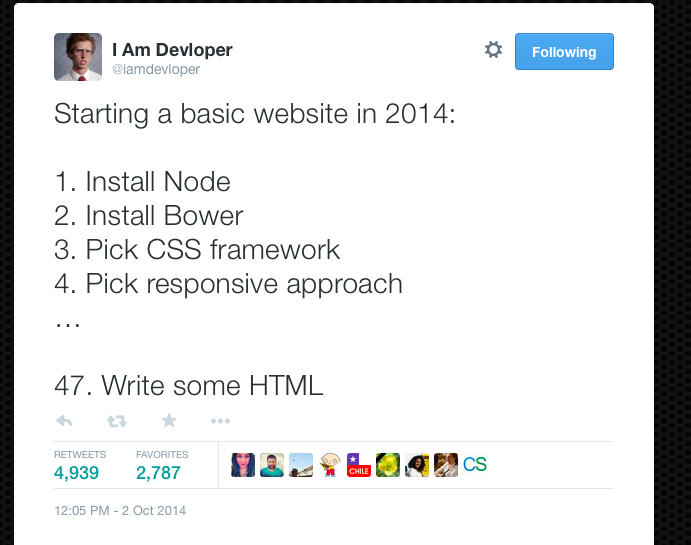 I Am Devloper
@iamdevloper
Following
Starting a basic website in 2014:
1. Install Node
2. Install Bower
3. Pick CSS framework
4. Pick responsive approach
...
47. Write some HTML
RETWEETS
4,939
FAVORITES
2,787
CHILE
CS
12:05 PM - 2 Oct 2014